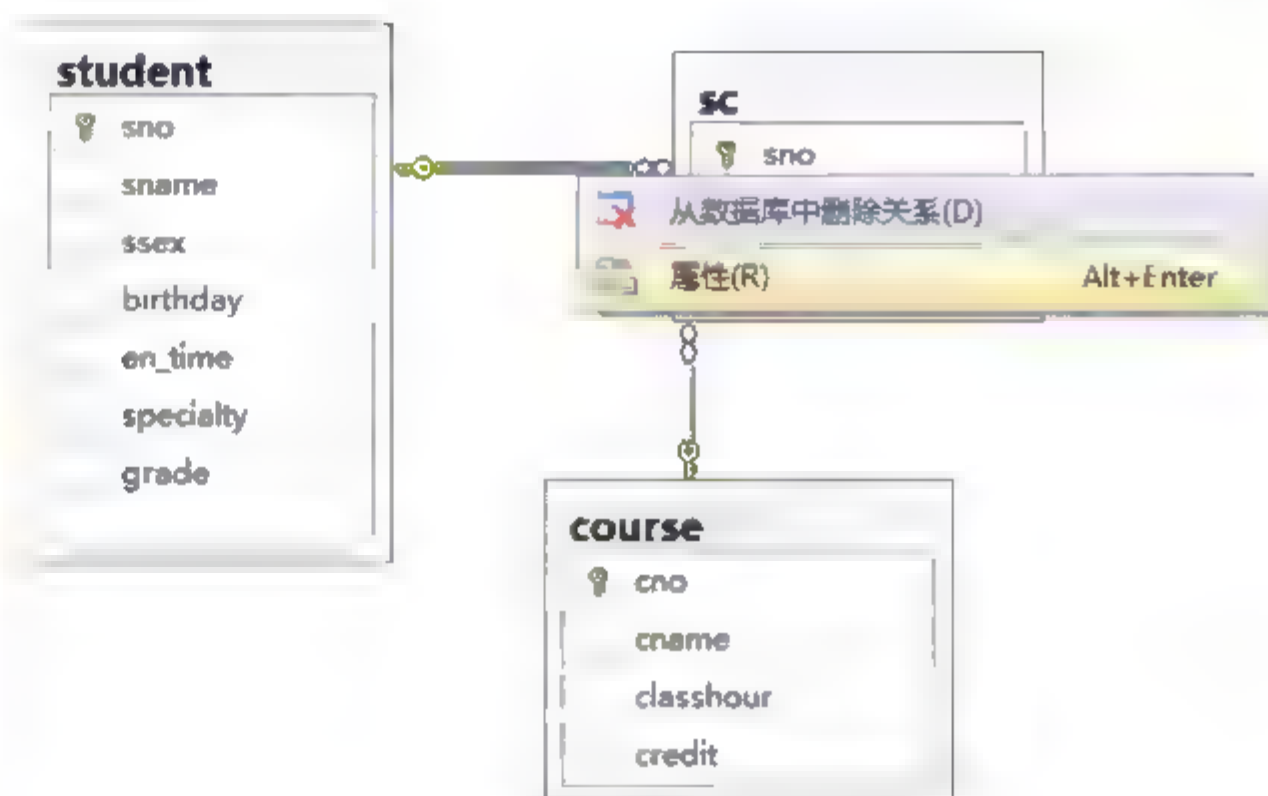 student
sno
sname
ssex
birthday
en_time
specialty
grade
sc
sno
从数据库中删除关系(D)
属性(R) Alt+Enter
course
cno
cname
classhour
credit